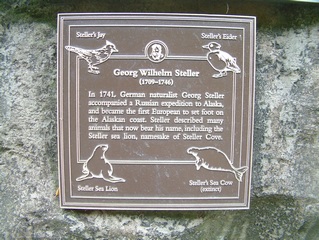 Steller's Jay
Steller's Eider
Georg Wilhelm Steller
(1709-1746)
In 1741, German naturalist Georg Steller
accompanied a Russian expedition to Alaska,
and became the first European to set foot on
the Alaskan coast. Steller described many
animals that now bear his name, including the
Steller sea lion, namesake of Steller Cove.
Steller Sea Lion
Steller's Sea Cow
(extinct)